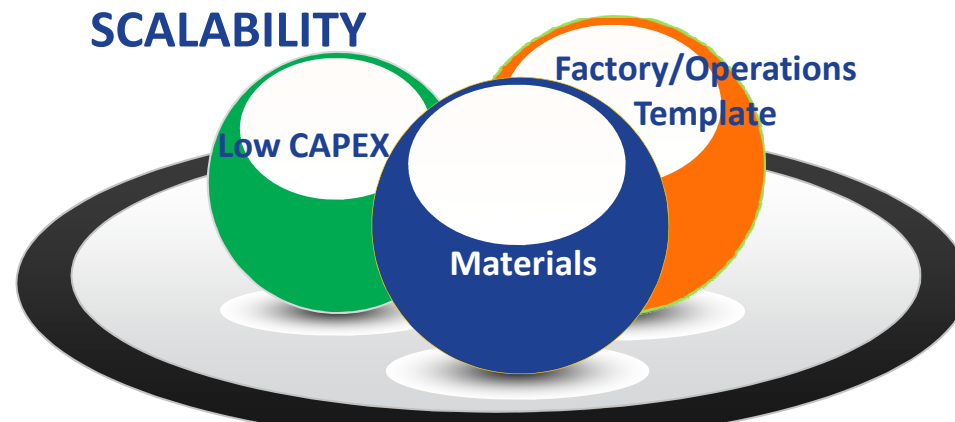 SCALABILITY
Factory/Operations
Template
Low CAPEX
Materials